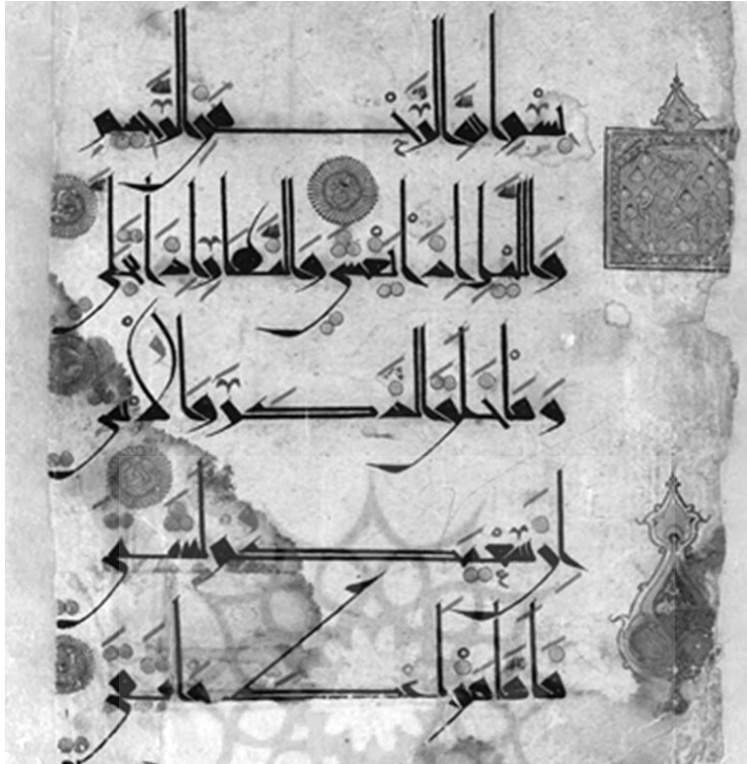 بسم الله الرحمن الرحيم
والليل اذا يغشى والنهار اذا تجلى
وما خلق الذكر والانثى
ان سعيكم لشتى
فاما من اعطى واتقى